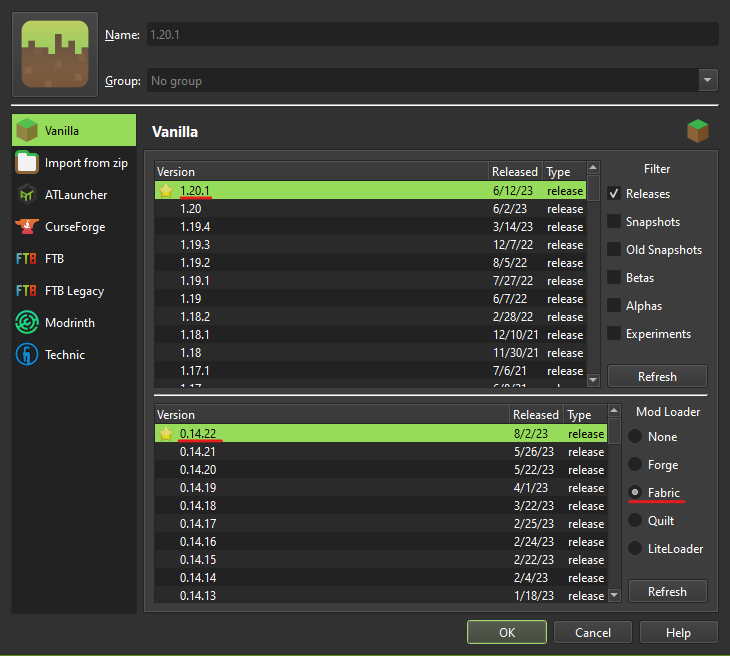 Name: 1.20.1
Group: No group
Vanilla
Import from zip
ATLauncher
CurseForge
FTB FTB
FTB FTB Legacy
Modrinth
Technic
Vanilla
Version Released Type
1.20.1 6/12/23 release
1.20 6/2/23 release
1.19.4 3/14/23 release
1.19.3 12/7/22 release
1.19.2 8/5/22 release
1.19.1 7/27/22 release
1.19 6/7/22 release
1.18.2 2/28/22 release
1.18.1 12/10/21 release
1.18 11/30/21 release
1.17.1 7/6/21 release
Filter
Releases
Snapshots
Old Snapshots
Betas
Alphas
Experiments
Refresh
Version Released Type
0.14.22 8/2/23 release
0.14.21 5/26/23 release
0.14.20 5/22/23 release
0.14.19 4/1/23 release
0.14.18 3/22/23 release
0.14.17 2/25/23 release
0.14.16 2/24/23 release
0.14.15 2/22/23 release
0.14.14 2/4/23 release
0.14.13 1/18/23 release
Mod Loader
None
Forge
Fabric
Quilt
LiteLoader
Refresh
OK Cancel Help